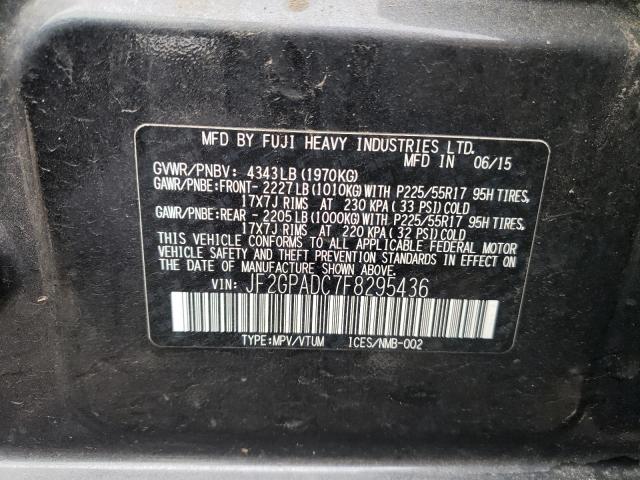 MFD BY FUJI HEAVY INDUSTRIES LTD.
MFD IN 06/15
GVWR/PNBV: 4343LB(1970KG)
GAWR/PNBE:FRONT- 2227LB(1010KG)WITH P225/55R17 95H TIRES,
17X7J RIMS AT 230 KPA(33 PSI)COLD
GAWR/PNBE:REAR - 2205LB(1000KG)WITH P225/55R17 95H TIRES,
17X7J RIMS AT 220 KPA(32 PSI)COLD
THIS VEHICLE CONFORMS TO ALL APPLICABLE FEDERAL MOTOR
VEHICLE SAFETY AND THEFT PREVENTION STANDARDS IN EFFECT
ON THE DATE OF MANUFACTURE SHOWN ABOVE.
VIN: JF2GPADC7F8295436
TYPE:MPV/VTUM ICES/NMB-002